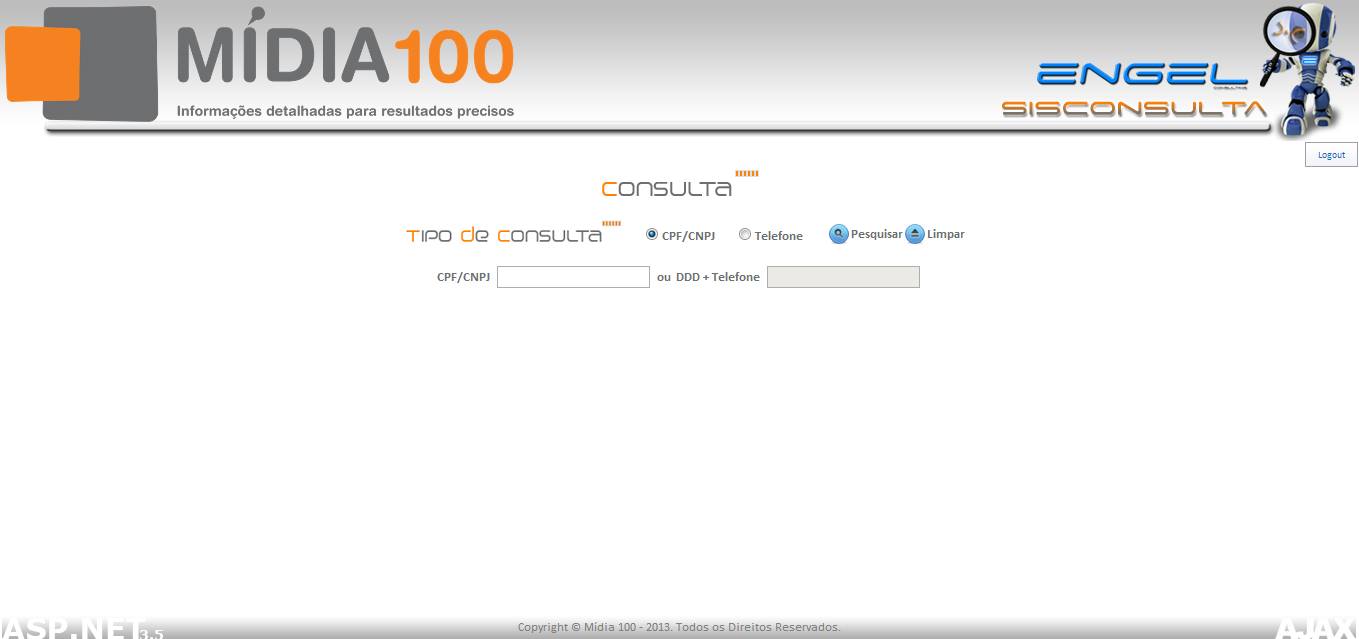 MÍDIA100
Informações detalhadas para resultados precisos
ENGEL
CONSULTING
SISCONSULTA
Logout
CONSULTA
TIPO DE CONSULTA CPF/CNPJ Telefone Pesquisar Limpar
CPF/CNPJ ou DDD + Telefone
ASP.NET 3.5
Copyright © Mídia 100 - 2013. Todos os Direitos Reservados.
AJAX